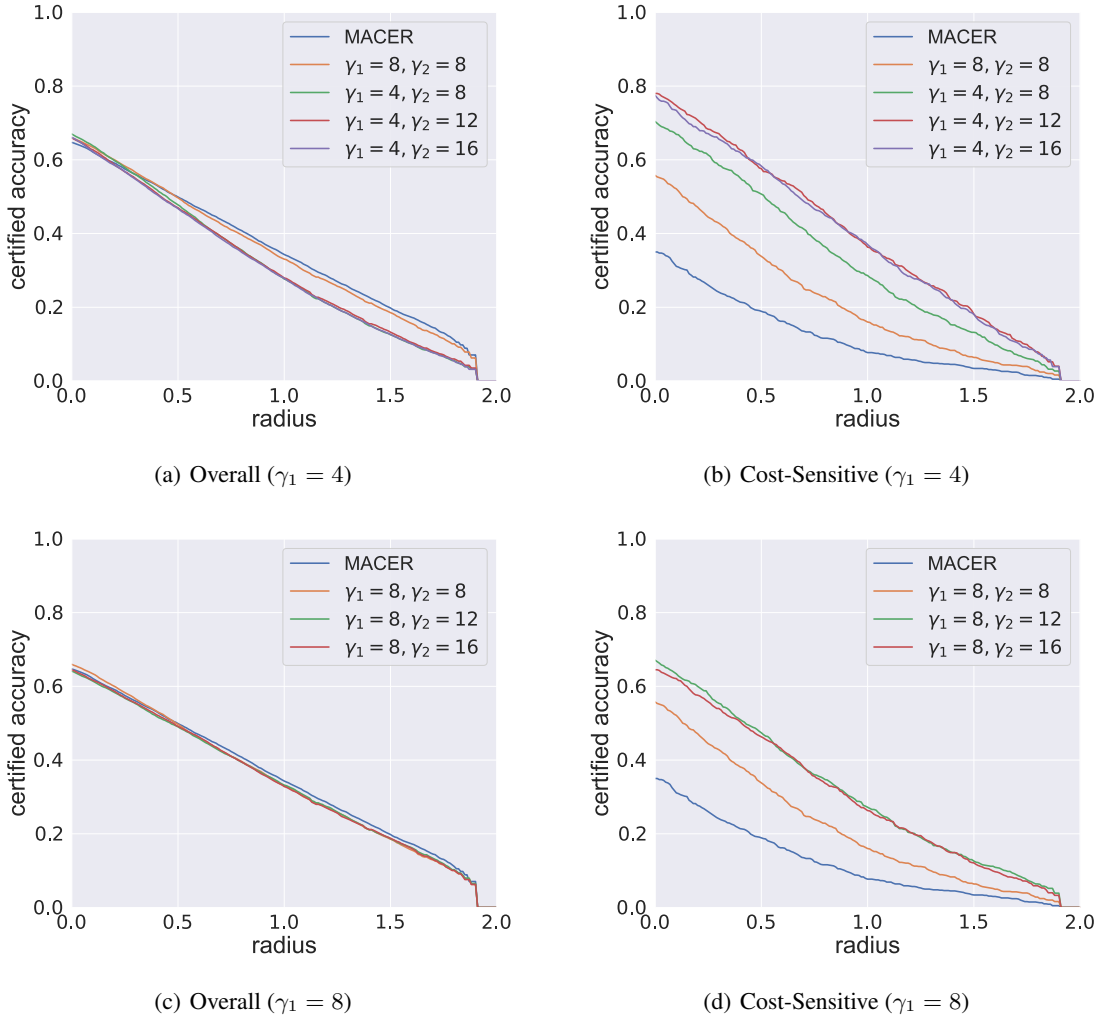 1.0
0.8
0.6
0.4
0.2
0.0
certified accuracy
MACER
γ₁ = 8, γ₂ = 8
γ₁ = 4, γ₂ = 8
γ₁ = 4, γ₂ = 12
γ₁ = 4, γ₂ = 16
0.0 0.5 1.0 1.5 2.0
radius
(a) Overall (γ₁ = 4)
1.0
0.8
0.6
0.4
0.2
0.0
certified accuracy
MACER
γ₁ = 8, γ₂ = 8
γ₁ = 4, γ₂ = 8
γ₁ = 4, γ₂ = 12
γ₁ = 4, γ₂ = 16
0.0 0.5 1.0 1.5 2.0
radius
(b) Cost-Sensitive (γ₁ = 4)
1.0
0.8
0.6
0.4
0.2
0.0
certified accuracy
MACER
γ₁ = 8, γ₂ = 8
γ₁ = 8, γ₂ = 12
γ₁ = 8, γ₂ = 16
0.0 0.5 1.0 1.5 2.0
radius
(c) Overall (γ₁ = 8)
1.0
0.8
0.6
0.4
0.2
0.0
certified accuracy
MACER
γ₁ = 8, γ₂ = 8
γ₁ = 8, γ₂ = 12
γ₁ = 8, γ₂ = 16
0.0 0.5 1.0 1.5 2.0
radius
(d) Cost-Sensitive (γ₁ = 8)